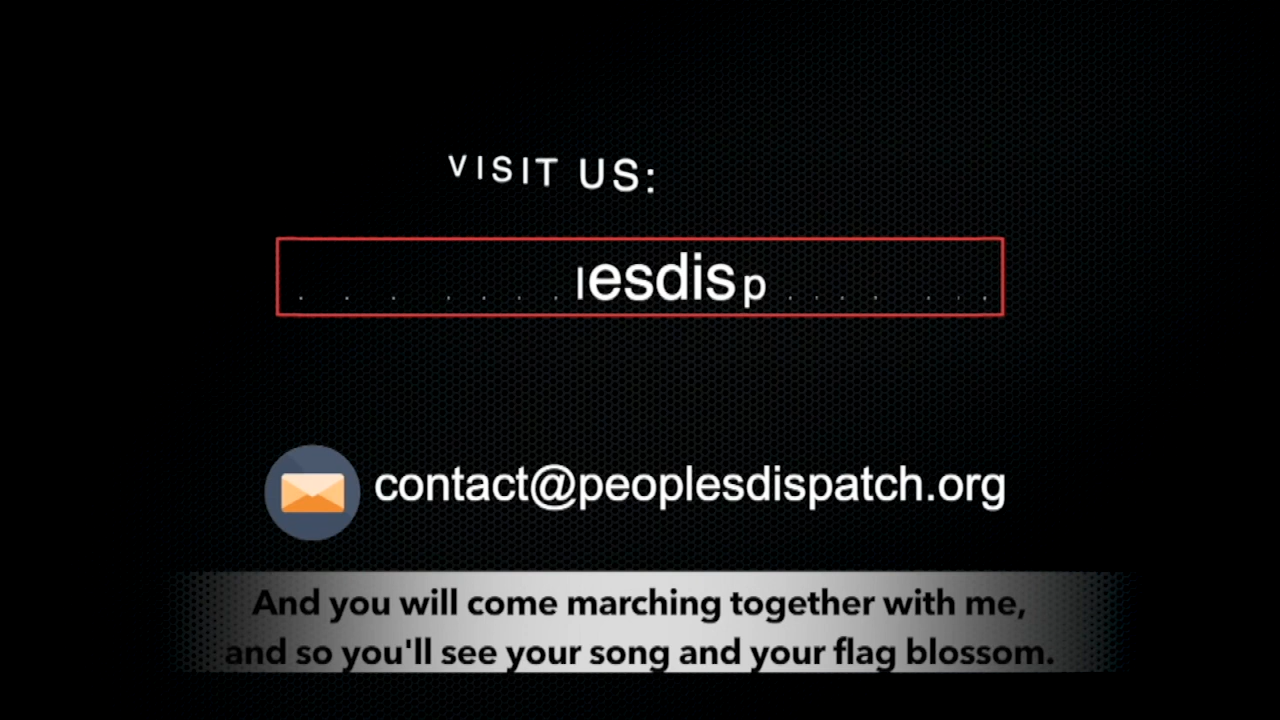 VISIT US:
lesdisp
contact@peoplesdispatch.org
And you will come marching together with me,
and so you'll see your song and your flag blossom.